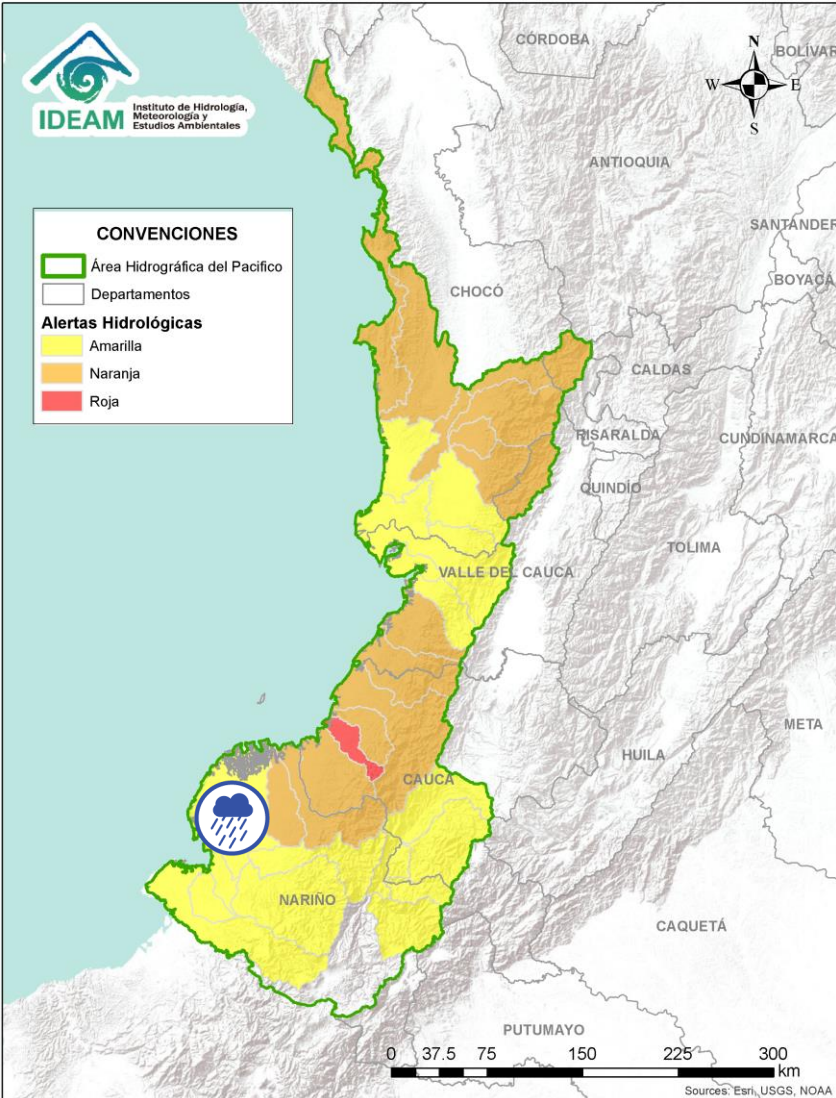 IDEAM
Instituto de Hidrología,
Meteorología y
Estudios Ambientales
CÓRDOBA
BOLÍVAR
N
W
E
S
ANTIOQUIA
SANTANDER
BOYACÁ
CONVENCIONES
Área Hidrográfica del Pacifico
Departamentos
Alertas Hidrológicas
Amarilla
Naranja
Roja
CHOCÓ
CALDAS
RISARALDA
CUNDINAMARCA
QUINDÍO
TOLIMA
VALLE DEL CAUCA
META
HUILA
CAUCA
NARIÑO
CAQUETÁ
PUTUMAYO
0 37.5 75 150 225 300
km
Sources: Esri, USGS, NOAA